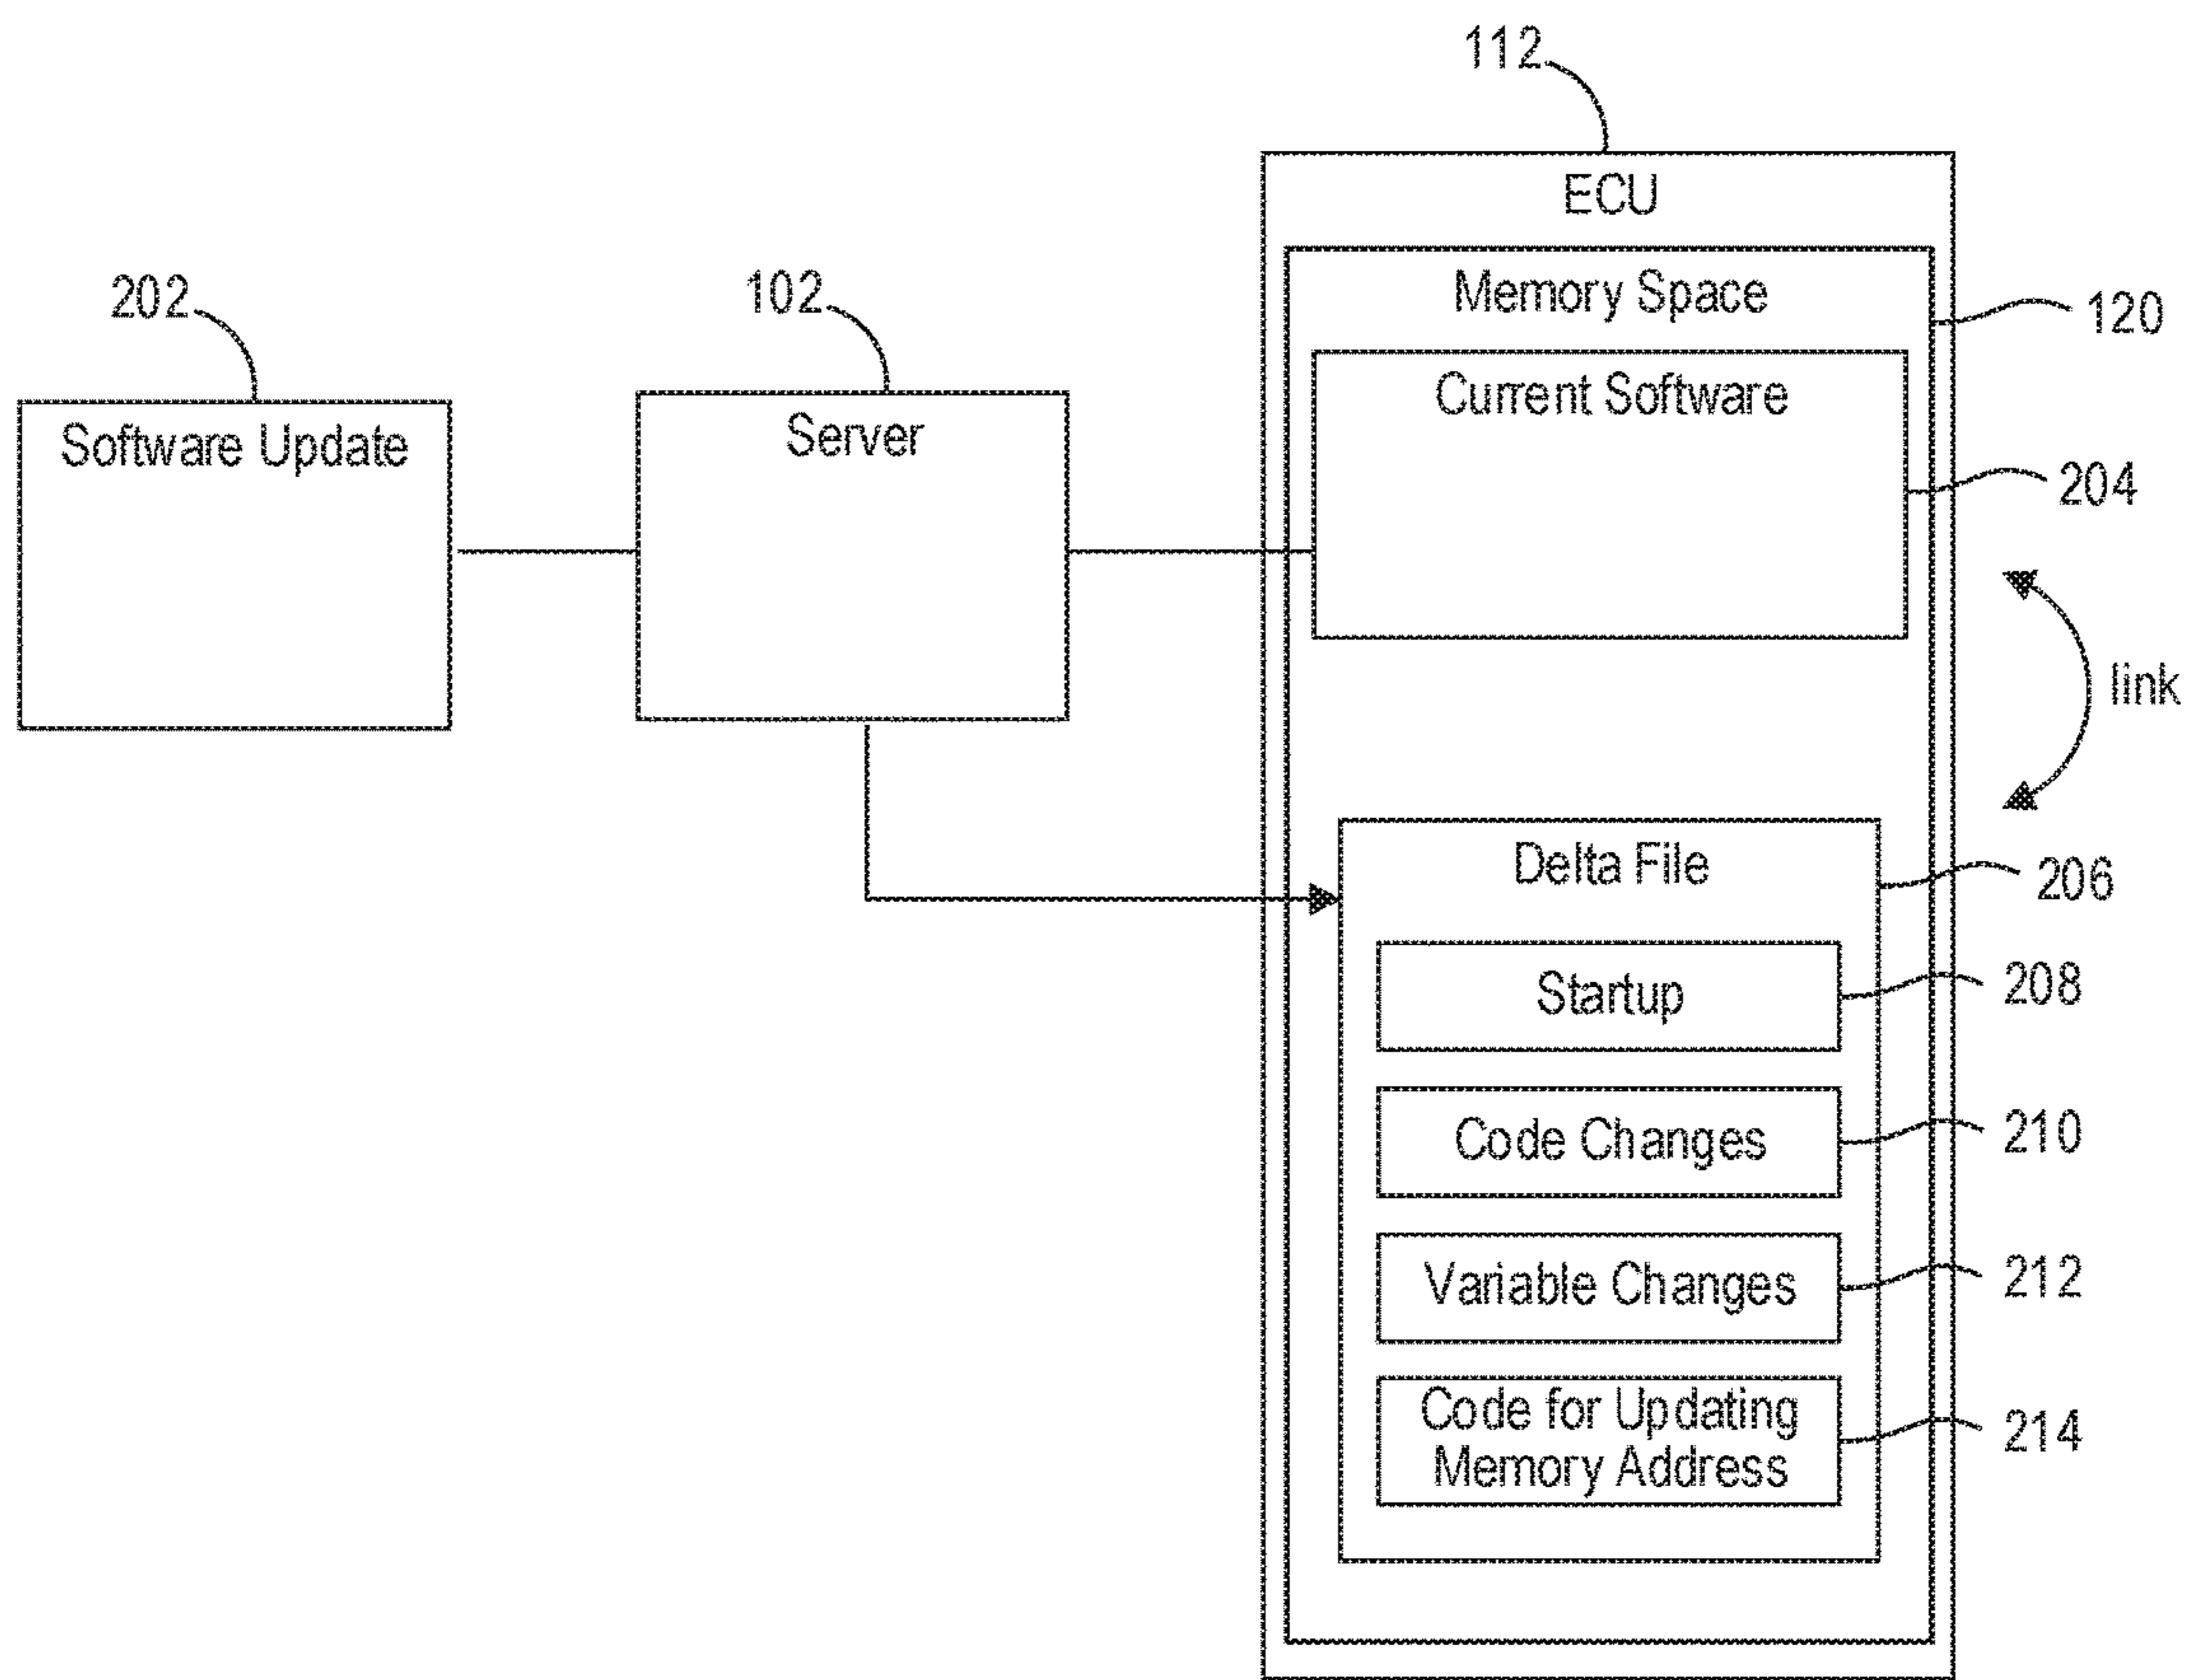 112
ECU
202
102
Memory Space
120
Software Update
Server
Current Software
204
link
Delta File
206
Startup
208
Code Changes
210
Variable Changes
212
Code for Updating
Memory Address
214